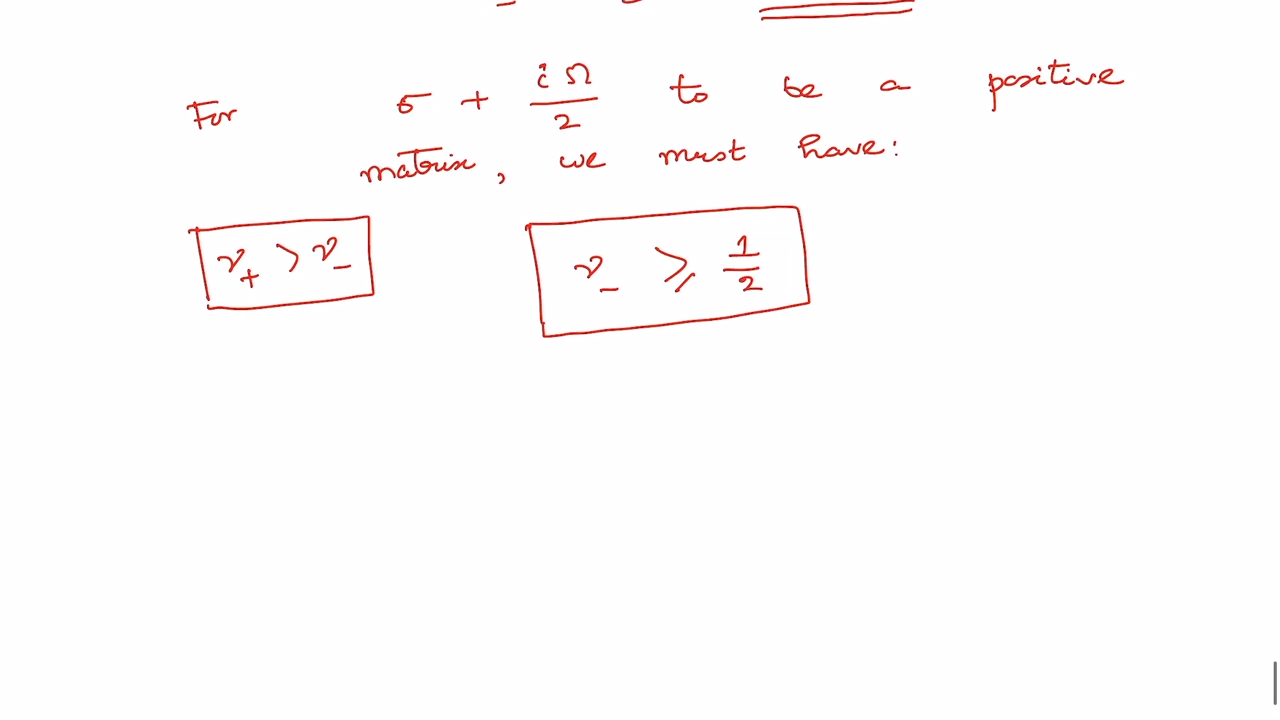 For σ + iΩ/2 to be a positive
matrix, we must have:
ν₊ > ν₋ ν₋ ⩾ 1/2